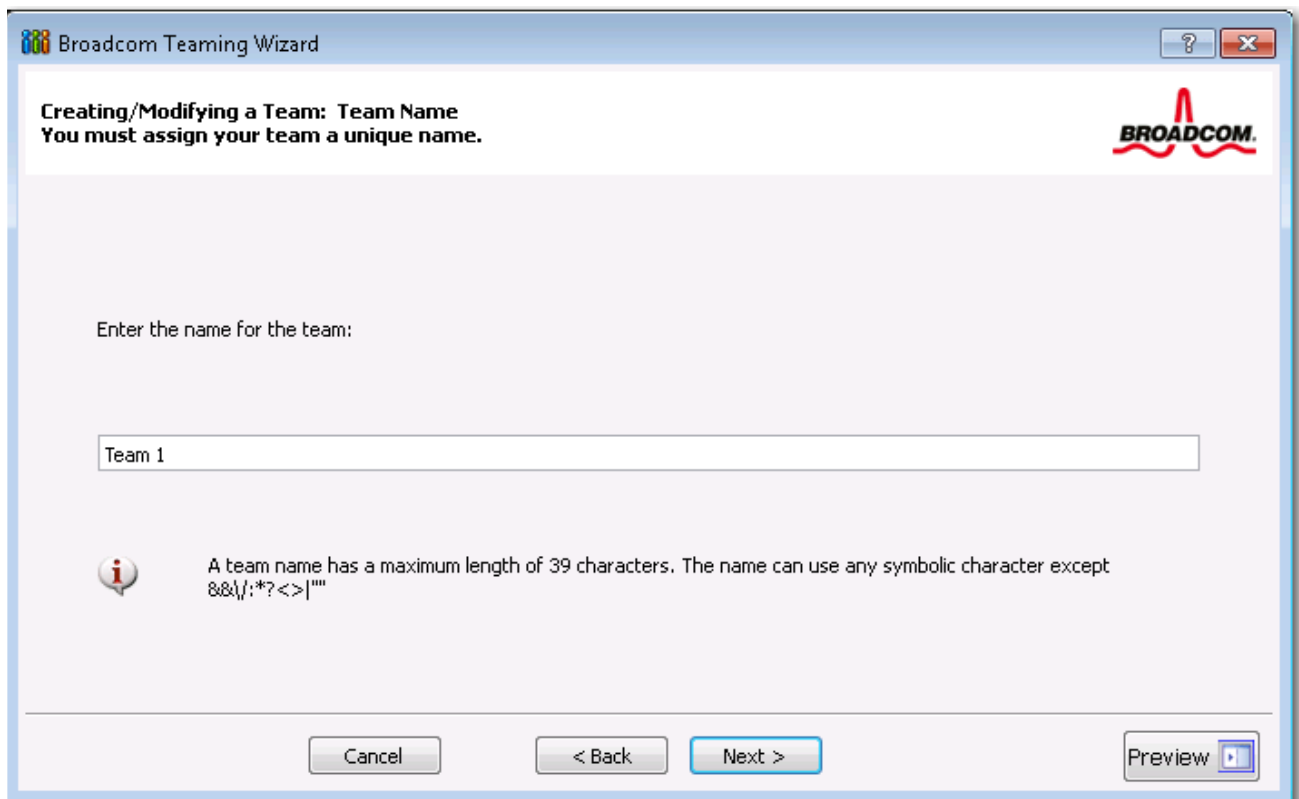 Broadcom Teaming Wizard
?
Creating/Modifying a Team: Team Name
You must assign your team a unique name.
BROADCOM.
Enter the name for the team:
Team 1
A team name has a maximum length of 39 characters. The name can use any symbolic character except
&&\/:*?<>|""
Cancel
< Back
Next >
Preview